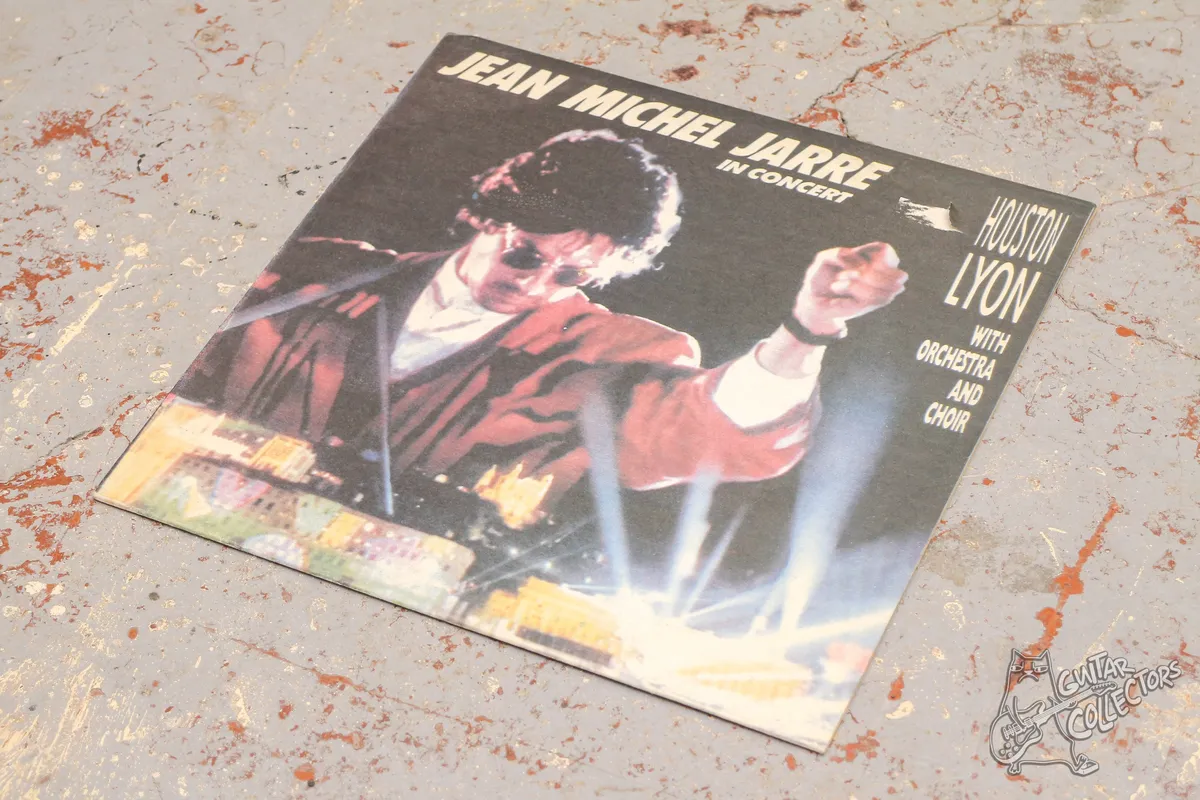 JEAN MICHEL JARRE
IN CONCERT
HOUSTON
LYON
WITH
ORCHESTRA
AND
CHOIR
GUITAR
COLLECTORS